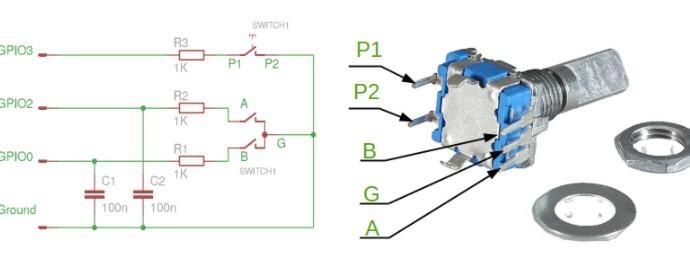 SWITCH1
GPIO3
R3
1K
P1 P2
GPIO2
R2
1K
A
G
GPIO0
R1
1K
B
SWITCH1
C1
100n
C2
100n
Ground
P1
P2
B
G
A